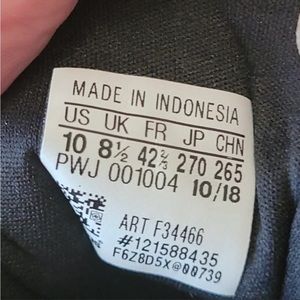 MADE IN INDONESIA
US UK FR JP CHN
10 8½ 42⅔ 270 265
PWJ 001004 10/18
ART F34466
#121588435
F6Z8D5X@00739